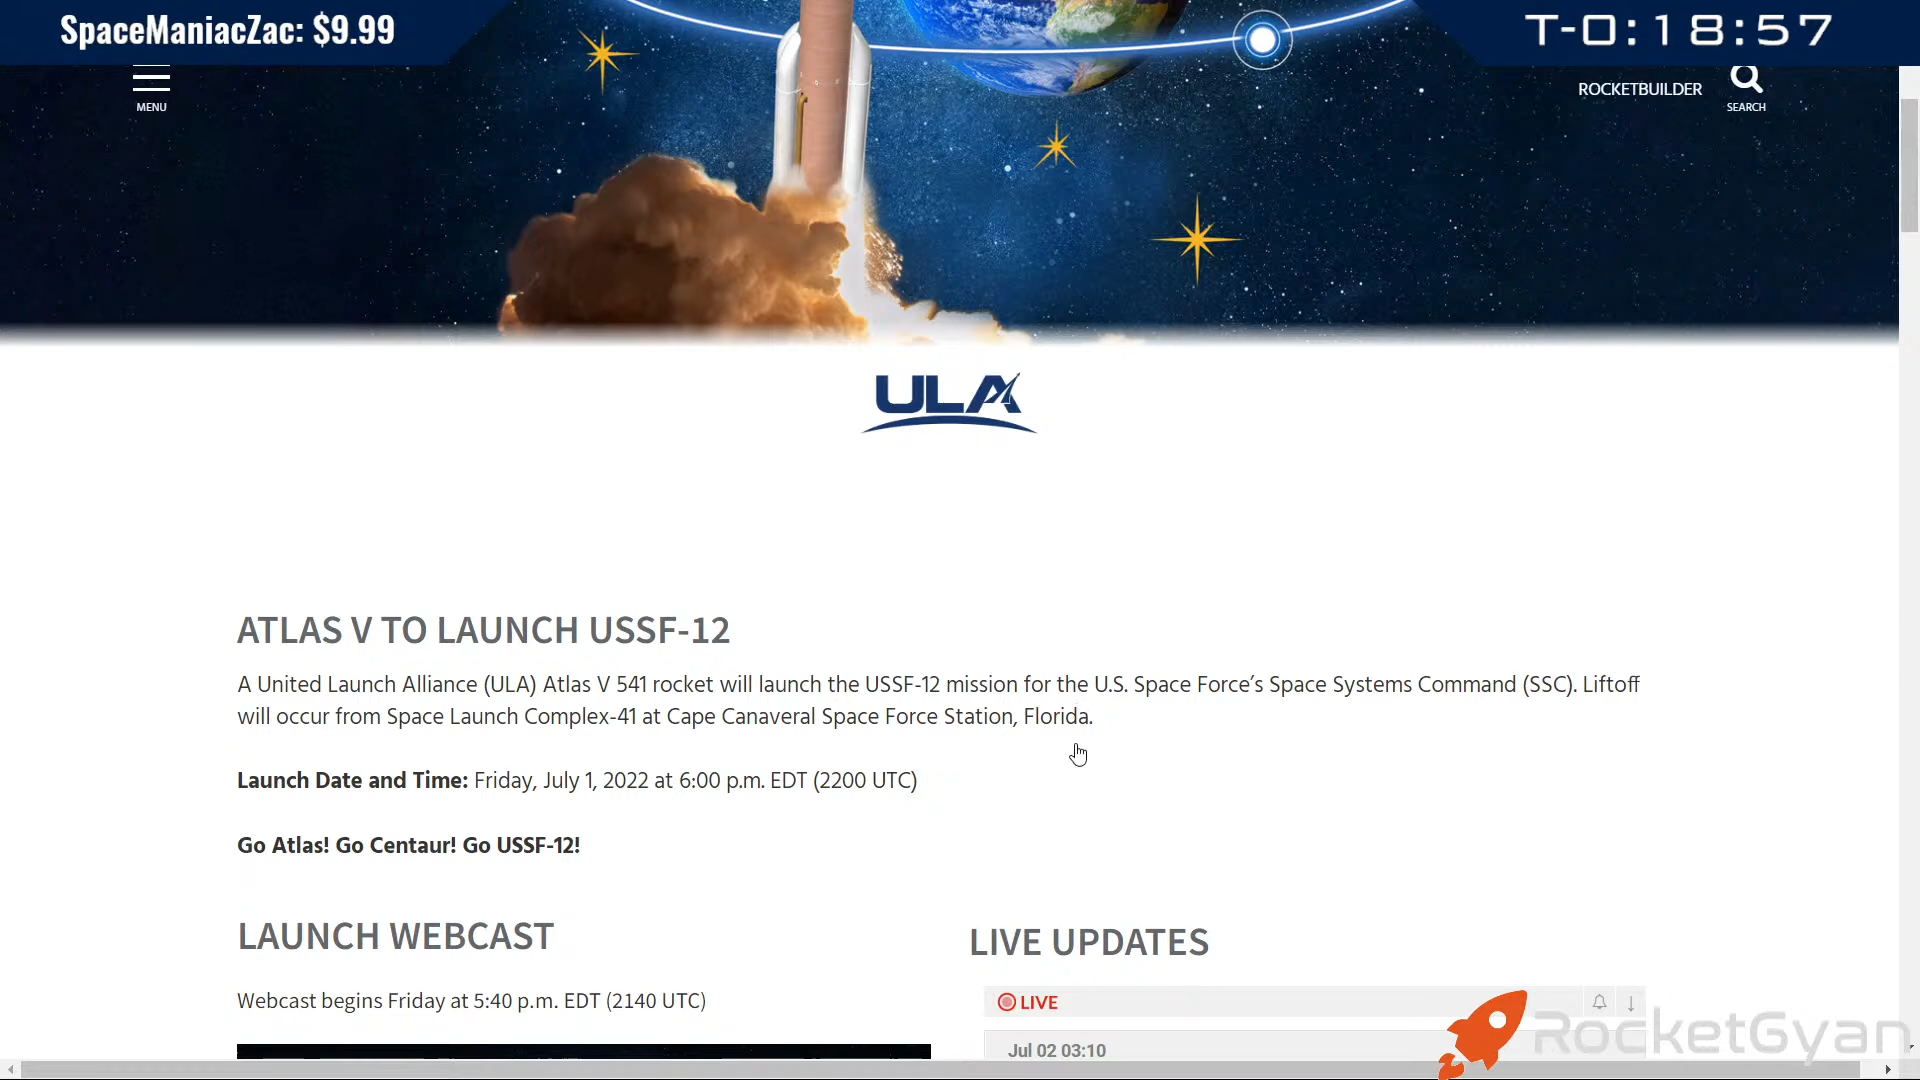 SpaceManiacZac: $9.99
T-0:18:57
MENU
ROCKETBUILDER
SEARCH
ULA
ATLAS V TO LAUNCH USSF-12
A United Launch Alliance (ULA) Atlas V 541 rocket will launch the USSF-12 mission for the U.S. Space Force’s Space Systems Command (SSC). Liftoff
will occur from Space Launch Complex-41 at Cape Canaveral Space Force Station, Florida.
Launch Date and Time: Friday, July 1, 2022 at 6:00 p.m. EDT (2200 UTC)
Go Atlas! Go Centaur! Go USSF-12!
LAUNCH WEBCAST
LIVE UPDATES
Webcast begins Friday at 5:40 p.m. EDT (2140 UTC)
LIVE
Jul 02 03:10
RocketGyan